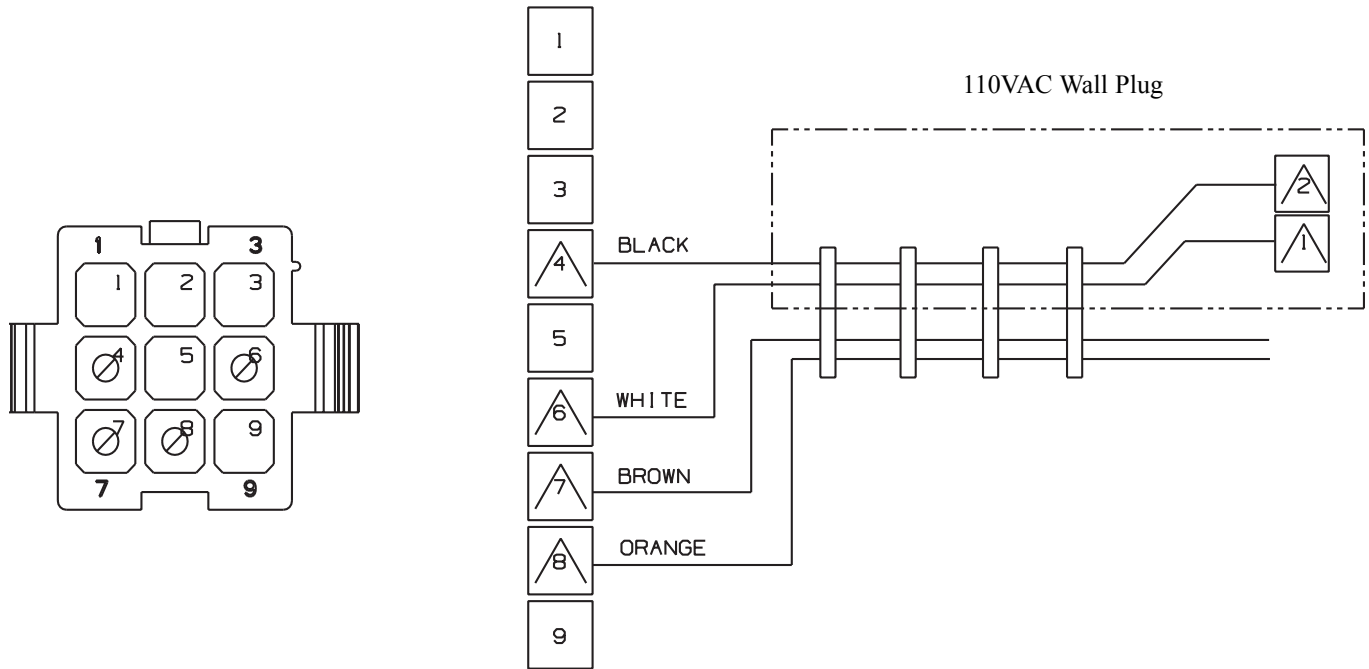 110VAC Wall Plug
1 3
1 2 3
4 5 6
7 8 9
7 9
1
2
3
4 BLACK
5
6 WHITE
7 BROWN
8 ORANGE
9
2
1